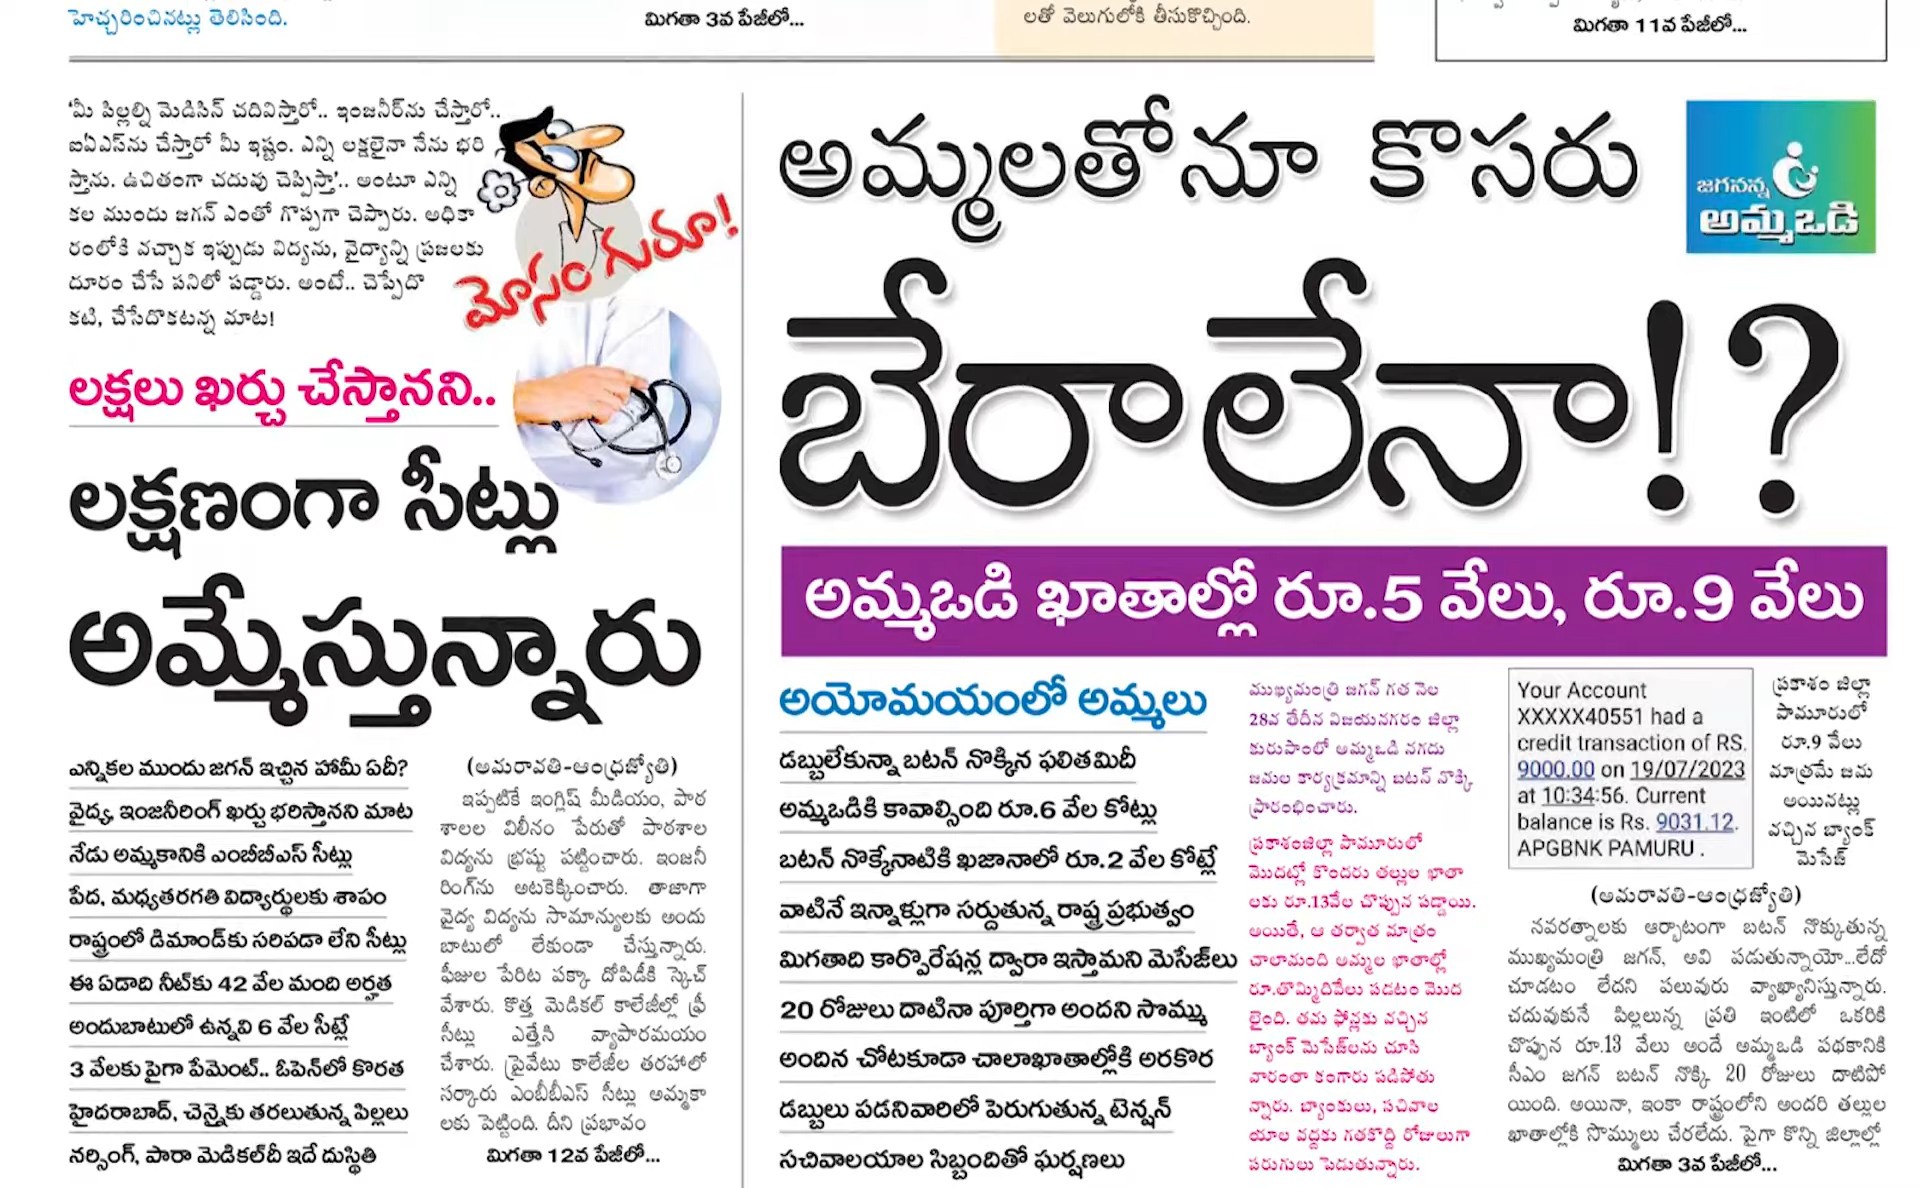 హెచ్చరించినట్లు తెలిసింది.
మిగతా 3వ పేజీలో...
లతో వెలుగులోకి తీసుకొచ్చింది.
మిగతా 11వ పేజీలో...
'మీ పిల్లల్ని మెడిసిన్ చదివిస్తారో.. ఇంజనీర్‌ను చేస్తారో..
ఐఏఎస్‌ను చేస్తారో మీ ఇష్టం. ఎన్ని లక్షలైనా నేను భరి
స్తాను. ఉచితంగా చదువు చెప్పిస్తా'.. అంటూ ఎన్ని
కల ముందు జగన్ ఎంతో గొప్పగా చెప్పారు. అధికా
రంలోకి వచ్చాక ఇప్పుడు విద్యను, వైద్యాన్ని ప్రజలకు
దూరం చేసే పనిలో పడ్డారు. అంటే.. చెప్పేదొ
కటి, చేసేదొకటన్న మాట!
మోసం గురూ!
లక్షలు ఖర్చు చేస్తానని..
లక్షణంగా సీట్లు
అమ్మేస్తున్నారు
ఎన్నికల ముందు జగన్ ఇచ్చిన హామీ ఏదీ?
వైద్య, ఇంజనీరింగ్ ఖర్చు భరిస్తానని మాట
నేడు అమ్మకానికి ఎంబీబీఎస్ సీట్లు
పేద, మధ్యతరగతి విద్యార్థులకు శాపం
రాష్ట్రంలో డిమాండ్‌కు సరిపడా లేని సీట్లు
ఈ ఏడాది నీట్‌కు 42 వేల మంది అర్హత
అందుబాటులో ఉన్నవి 6 వేల సీట్లే
3 వేలకు పైగా పేమెంట్.. ఓపెన్‌లో కొరత
హైదరాబాద్, చెన్నైకు తరలుతున్న పిల్లలు
నర్సింగ్, పారా మెడికల్‌దీ ఇదే దుస్థితి
(అమరావతి-ఆంధ్రజ్యోతి)
ఇప్పటికే ఇంగ్లిష్ మీడియం, పాఠ
శాలల విలీనం పేరుతో పాఠశాల
విద్యను భ్రష్టు పట్టించారు. ఇంజనీ
రింగ్‌ను అటకెక్కించారు. తాజాగా
వైద్య విద్యను సామాన్యులకు అందు
బాటులో లేకుండా చేస్తున్నారు.
ఫీజుల పేరిట పక్కా దోపిడీకి స్కెచ్
వేశారు. కొత్త మెడికల్ కాలేజీల్లో ఫ్రీ
సీట్లు ఎత్తేసి వ్యాపారమయం
చేశారు. ప్రైవేటు కాలేజీల తరహాలో
సర్కారు ఎంబీబీఎస్ సీట్లు అమ్మకా
లకు పెట్టింది. దీని ప్రభావం
మిగతా 12వ పేజీలో...
అమ్మలతోనూ కొసరు
బేరాలేనా!?
జగనన్న
అమ్మఒడి
అమ్మఒడి ఖాతాల్లో రూ.5 వేలు, రూ.9 వేలు
అయోమయంలో అమ్మలు
డబ్బులేకున్నా బటన్ నొక్కిన ఫలితమిదీ
అమ్మఒడికి కావాల్సింది రూ.6 వేల కోట్లు
బటన్ నొక్కేనాటికి ఖజానాలో రూ.2 వేల కోట్లే
వాటినే ఇన్నాళ్లుగా సర్దుతున్న రాష్ట్ర ప్రభుత్వం
మిగతాది కార్పొరేషన్ల ద్వారా ఇస్తామని మెసేజ్‌లు
20 రోజులు దాటినా పూర్తిగా అందని సొమ్ము
అందిన చోటకూడా చాలాఖాతాల్లోకి అరకొర
డబ్బులు పడనివారిలో పెరుగుతున్న టెన్షన్
సచివాలయాల సిబ్బందితో ఘర్షణలు
ముఖ్యమంత్రి జగన్ గత నెల
28వ తేదీన విజయనగరం జిల్లా
కురుపాంలో అమ్మఒడి నగదు
జమల కార్యక్రమాన్ని బటన్ నొక్కి
ప్రారంభించారు.
ప్రకాశంజిల్లా పామూరులో
మొదట్లో కొందరు తల్లుల ఖాతా
లకు రూ.13వేల చొప్పున పడ్డాయి.
అయితే, ఆ తర్వాత మాత్రం
చాలామంది అమ్మల ఖాతాల్లో
రూ.తొమ్మిదివేలు పడటం మొద
లైంది. తమ ఫోన్లకు వచ్చిన
బ్యాంక్ మెసేజ్‌లను చూసి
వారంతా కంగారు పడిపోతు
న్నారు. బ్యాంకులు, సచివాల
యాల వద్దకు గతకొద్ది రోజులుగా
పరుగులు పెడుతున్నారు.
Your Account
XXXXX40551 had a
credit transaction of RS.
9000.00 on 19/07/2023
at 10:34:56. Current
balance is Rs. 9031.12.
APGBNK PAMURU .
ప్రకాశం జిల్లా
పామూరులో
రూ.9 వేలు
మాత్రమే జమ
అయినట్లు
వచ్చిన బ్యాంక్
మెసేజ్
(అమరావతి-ఆంధ్రజ్యోతి)
నవరత్నాలకు ఆర్భాటంగా బటన్ నొక్కుతున్న
ముఖ్యమంత్రి జగన్, అవి పడుతున్నాయో...లేదో
చూడటం లేదని పలువురు వ్యాఖ్యానిస్తున్నారు.
చదువుకునే పిల్లలున్న ప్రతి ఇంటిలో ఒకరికి
చొప్పున రూ.13 వేలు అందే అమ్మఒడి పథకానికి
సీఎం జగన్ బటన్ నొక్కి 20 రోజులు దాటిపో
యింది. అయినా, ఇంకా రాష్ట్రంలోని అందరి తల్లుల
ఖాతాల్లోకి సొమ్ములు చేరలేదు. పైగా కొన్ని జిల్లాల్లో
మిగతా 3వ పేజీలో...